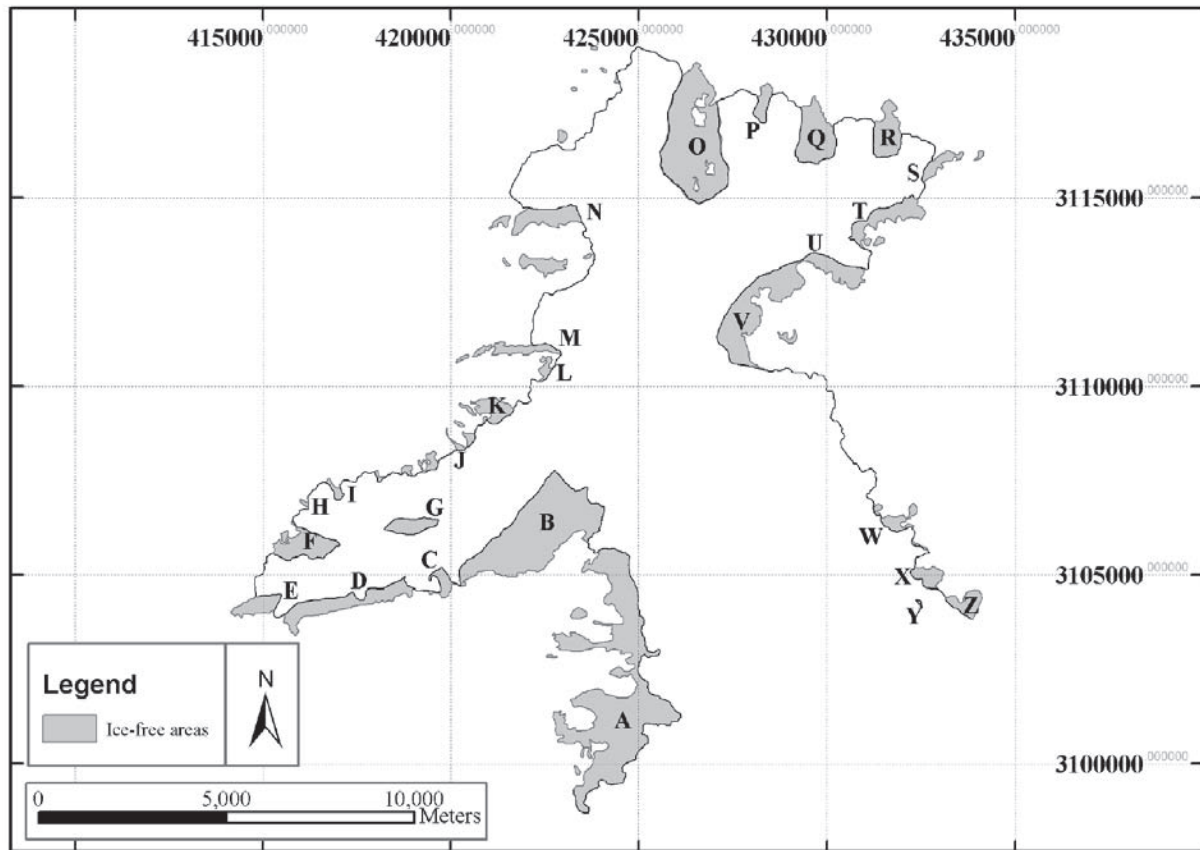 415000 000000 420000 000000 425000 000000 430000 000000 435000 000000
P
O
Q
R
S
3115000 000000
N
T
U
V
M
L
3110000 000000
K
J
I
H
G
B
W
F
C
3105000 000000
X
D
E
Y
Z
A
3100000 000000
Legend
Ice-free areas
N
0 5,000 10,000
Meters